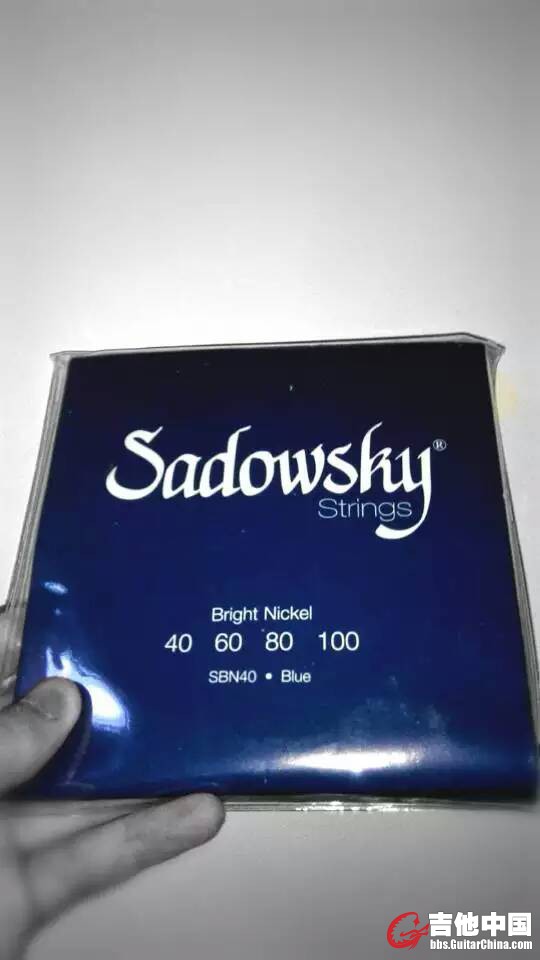 Sadowsky®
Strings
Bright Nickel
40 60 80 100
SBN40 • Blue
吉他中国
bbs.GuitarChina.com